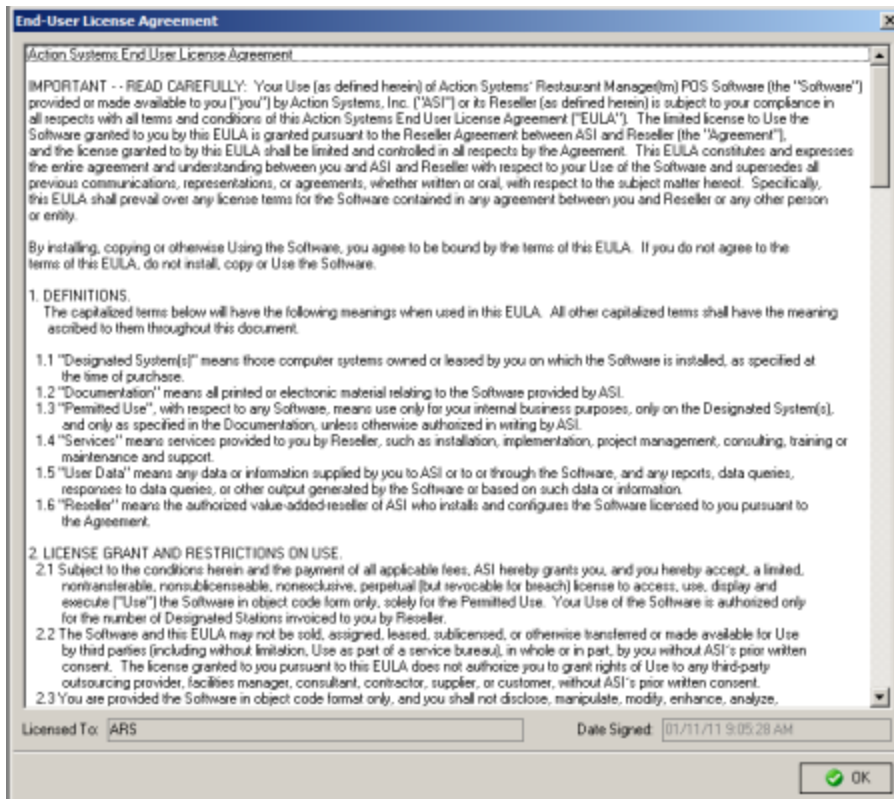 End-User License Agreement
Action Systems End User License Agreement
IMPORTANT - - READ CAREFULLY: Your Use (as defined herein) of Action Systems' Restaurant Manager(tm) POS Software (the "Software")
provided or made available to you ("you") by Action Systems, Inc. ("ASI") or its Reseller (as defined herein) is subject to your compliance in
all respects with all terms and conditions of this Action Systems End User License Agreement ("EULA"). The limited license to Use the
Software granted to you by this EULA is granted pursuant to the Reseller Agreement between ASI and Reseller (the "Agreement"),
and the license granted to by this EULA shall be limited and controlled in all respects by the Agreement. This EULA constitutes and expresses
the entire agreement and understanding between you and ASI and Reseller with respect to your Use of the Software and supersedes all
previous communications, representations, or agreements, whether written or oral, with respect to the subject matter hereof. Specifically,
this EULA shall prevail over any license terms for the Software contained in any agreement between you and Reseller or any other person
or entity.
By installing, copying or otherwise Using the Software, you agree to be bound by the terms of this EULA. If you do not agree to the
terms of this EULA, do not install, copy or Use the Software.
1. DEFINITIONS.
The capitalized terms below will have the following meanings when used in this EULA. All other capitalized terms shall have the meaning
ascribed to them throughout this document.
1.1 "Designated System(s)" means those computer systems owned or leased by you on which the Software is installed, as specified at
the time of purchase.
1.2 "Documentation" means all printed or electronic material relating to the Software provided by ASI.
1.3 "Permitted Use", with respect to any Software, means use only for your internal business purposes, only on the Designated System(s),
and only as specified in the Documentation, unless otherwise authorized in writing by ASI.
1.4 "Services" means services provided to you by Reseller, such as installation, implementation, project management, consulting, training or
maintenance and support.
1.5 "User Data" means any data or information supplied by you to ASI or to or through the Software, and any reports, data queries,
responses to data queries, or other output generated by the Software or based on such data or information.
1.6 "Reseller" means the authorized value-added-reseller of ASI who installs and configures the Software licensed to you pursuant to
the Agreement.
2. LICENSE GRANT AND RESTRICTIONS ON USE.
2.1 Subject to the conditions herein and the payment of all applicable fees, ASI hereby grants you, and you hereby accept, a limited,
nontransferable, nonsublicenseable, nonexclusive, perpetual (but revocable for breach) license to access, use, display and
execute ("Use") the Software in object code form only, solely for the Permitted Use. Your Use of the Software is authorized only
for the number of Designated Stations invoiced to you by Reseller.
2.2 The Software and this EULA may not be sold, assigned, leased, sublicensed, or otherwise transferred or made available for Use
by third parties (including without limitation, Use as part of a service bureau), in whole or in part, by you without ASI's prior written
consent. The license granted to you pursuant to this EULA does not authorize you to grant rights of Use to any third-party
outsourcing provider, facilities manager, consultant, contractor, supplier, or customer, without ASI's prior written consent.
2.3 You are provided the Software in object code format only, and you shall not disclose, manipulate, modify, enhance, analyze,
Licensed To: ARS
Date Signed: 01/11/11 9:05:28 AM
OK